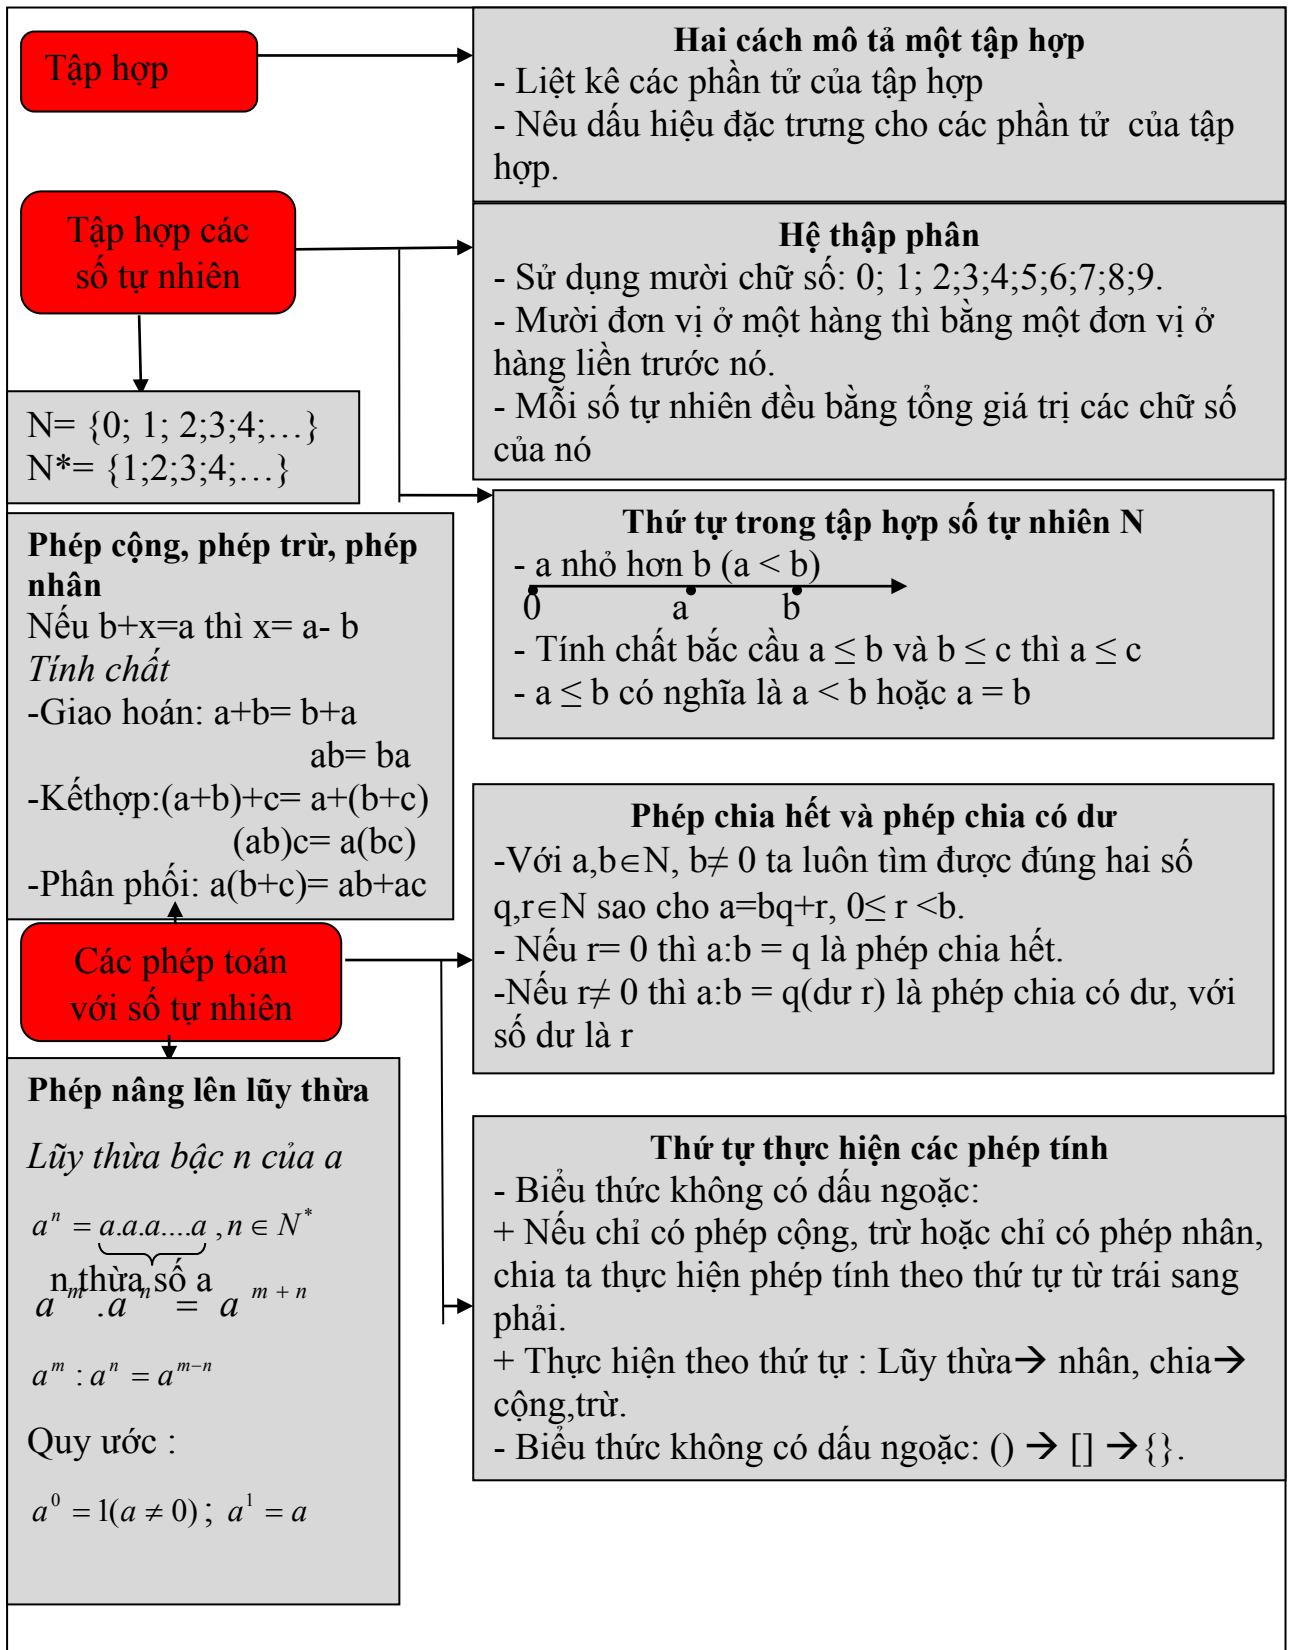 Tập hợp
Hai cách mô tả một tập hợp
- Liệt kê các phần tử của tập hợp
- Nêu dấu hiệu đặc trưng cho các phần tử  của tập
hợp.
Tập hợp các
số tự nhiên
Hệ thập phân
- Sử dụng mười chữ số: 0; 1; 2;3;4;5;6;7;8;9.
- Mười đơn vị ở một hàng thì bằng một đơn vị ở
hàng liền trước nó.
- Mỗi số tự nhiên đều bằng tổng giá trị các chữ số
của nó
N= {0; 1; 2;3;4;…}
N*= {1;2;3;4;…}
Thứ tự trong tập hợp số tự nhiên N
- a nhỏ hơn b (a < b)
0 a b
- Tính chất bắc cầu a ≤ b và b ≤ c thì a ≤ c
- a ≤ b có nghĩa là a < b hoặc a = b
Phép cộng, phép trừ, phép
nhân
Nếu b+x=a thì x= a- b
Tính chất
-Giao hoán: a+b= b+a
ab= ba
-Kếthợp:(a+b)+c= a+(b+c)
(ab)c= a(bc)
-Phân phối: a(b+c)= ab+ac
Các phép toán
với số tự nhiên
Phép chia hết và phép chia có dư
-Với a,b∈N, b≠ 0 ta luôn tìm được đúng hai số
q,r∈N sao cho a=bq+r, 0≤ r <b.
- Nếu r= 0 thì a:b = q là phép chia hết.
-Nếu r≠ 0 thì a:b = q(dư r) là phép chia có dư, với
số dư là r
Phép nâng lên lũy thừa
Lũy thừa bậc n của a
aⁿ = a.a.a....a , n ∈ N*
n thừa số a
a^m .a^n = a^(m+n)
a^m : a^n = a^(m−n)
Quy ước :
a⁰ = 1(a ≠ 0) ; a¹ = a
Thứ tự thực hiện các phép tính
- Biểu thức không có dấu ngoặc:
+ Nếu chỉ có phép cộng, trừ hoặc chỉ có phép nhân,
chia ta thực hiện phép tính theo thứ tự từ trái sang
phải.
+ Thực hiện theo thứ tự : Lũy thừa→ nhân, chia→
cộng,trừ.
- Biểu thức không có dấu ngoặc: () → [] →{}.